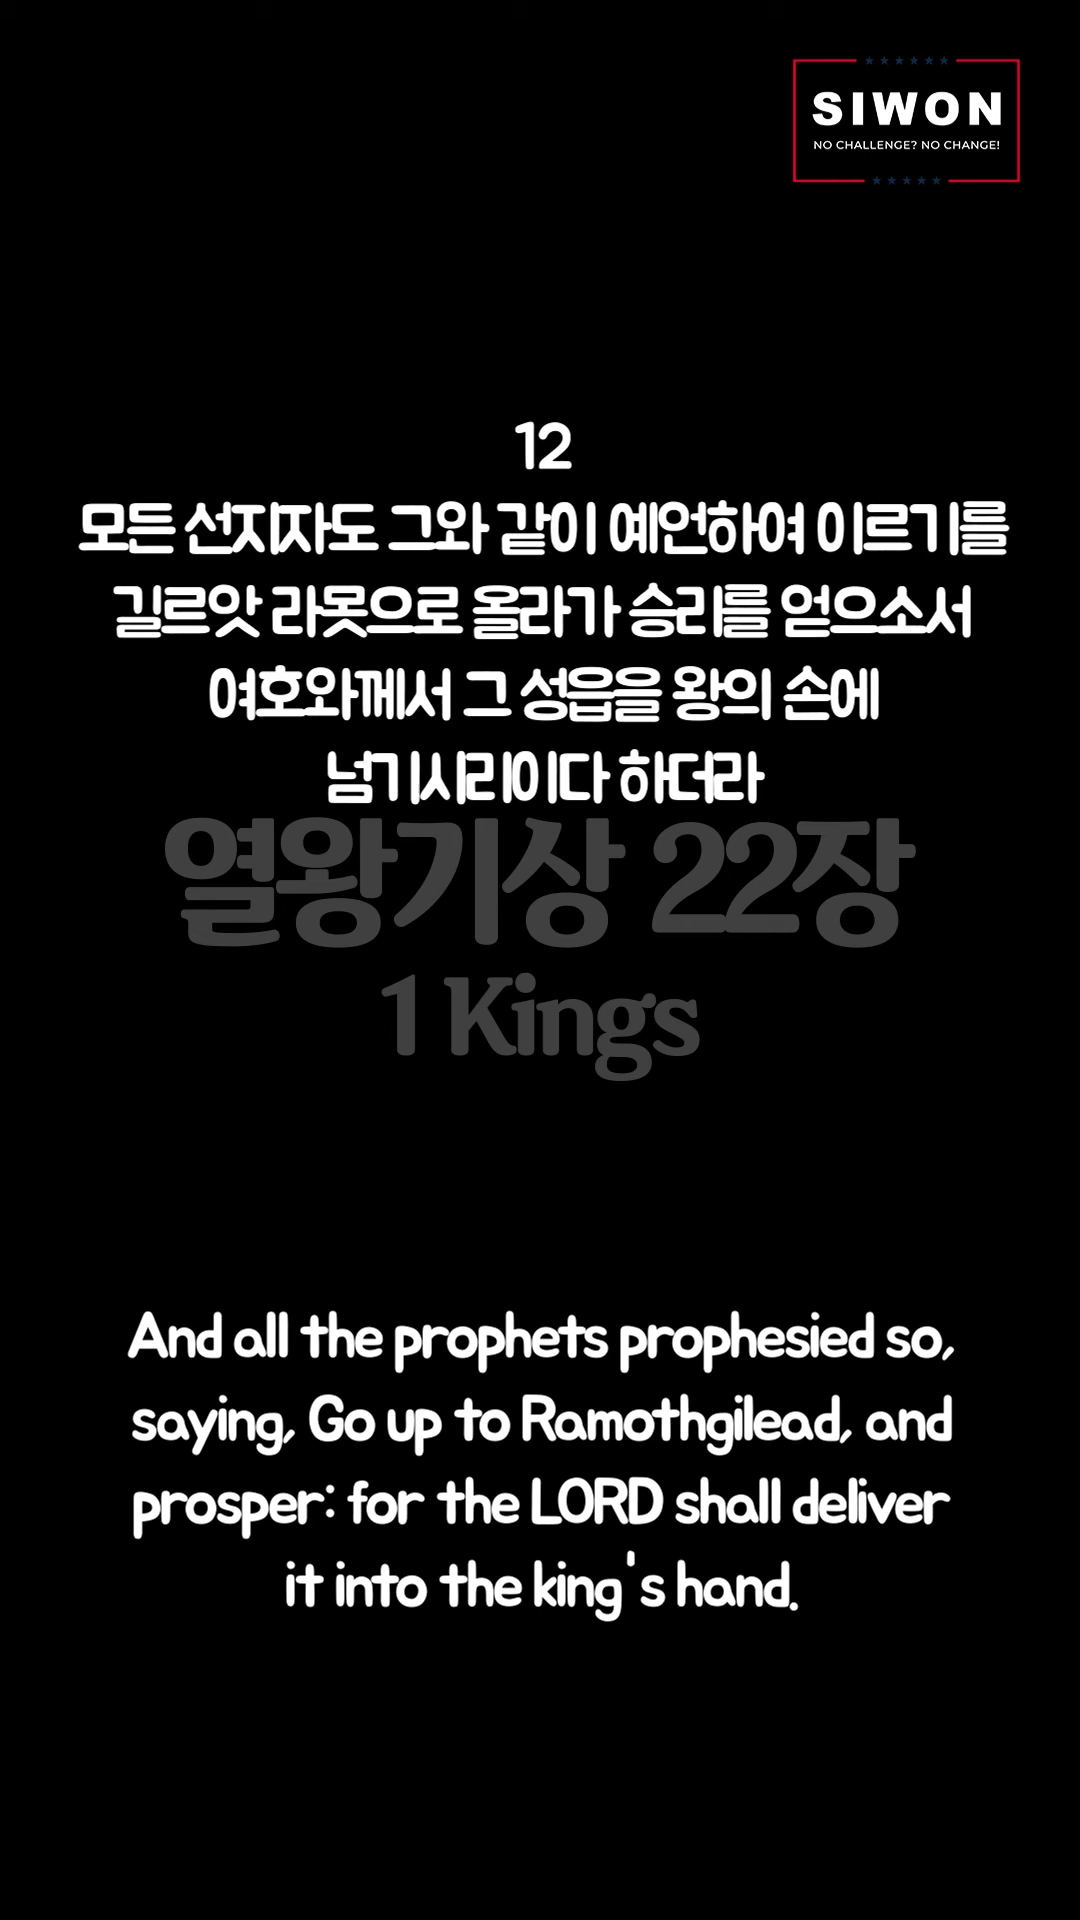 SIWON
NO CHALLENGE? NO CHANGE!
12
모든 선지자도 그와 같이 예언하여 이르기를
길르앗 라못으로 올라가 승리를 얻으소서
여호와께서 그 성읍을 왕의 손에
넘기시리이다 하더라
열왕기상 22장
1 Kings
And all the prophets prophesied so,
saying, Go up to Ramothgilead, and
prosper: for the LORD shall deliver
it into the king's hand.